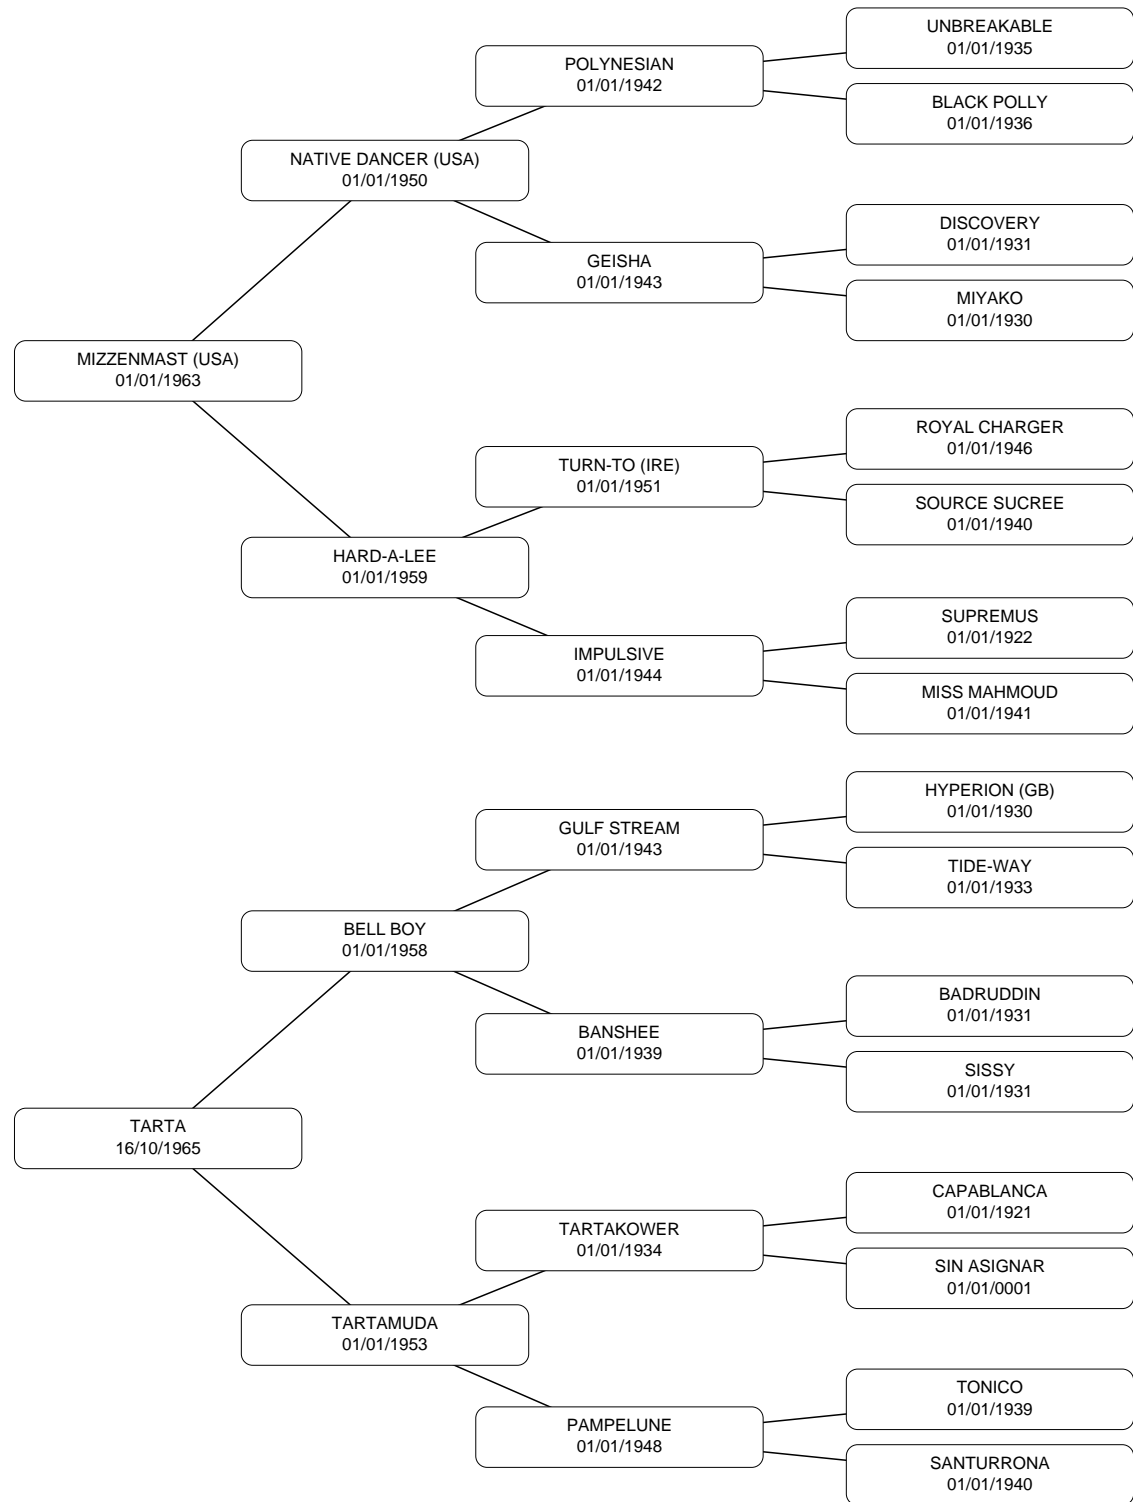 UNBREAKABLE
01/01/1935
POLYNESIAN
01/01/1942
BLACK POLLY
01/01/1936
NATIVE DANCER (USA)
01/01/1950
DISCOVERY
01/01/1931
GEISHA
01/01/1943
MIYAKO
01/01/1930
MIZZENMAST (USA)
01/01/1963
ROYAL CHARGER
01/01/1946
TURN-TO (IRE)
01/01/1951
SOURCE SUCREE
01/01/1940
HARD-A-LEE
01/01/1959
SUPREMUS
01/01/1922
IMPULSIVE
01/01/1944
MISS MAHMOUD
01/01/1941
HYPERION (GB)
01/01/1930
GULF STREAM
01/01/1943
TIDE-WAY
01/01/1933
BELL BOY
01/01/1958
BADRUDDIN
01/01/1931
BANSHEE
01/01/1939
SISSY
01/01/1931
TARTA
16/10/1965
CAPABLANCA
01/01/1921
TARTAKOWER
01/01/1934
SIN ASIGNAR
01/01/0001
TARTAMUDA
01/01/1953
TONICO
01/01/1939
PAMPELUNE
01/01/1948
SANTURRONA
01/01/1940